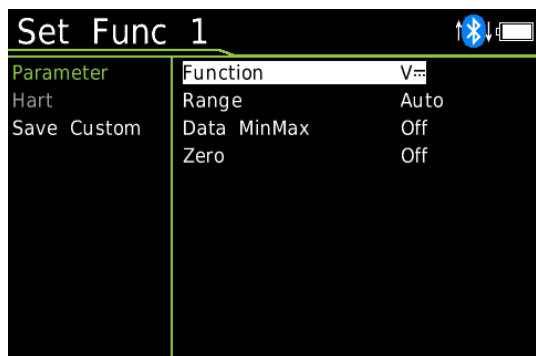 Set Func 1
Parameter
Hart
Save Custom
Function V⎓
Range Auto
Data MinMax Off
Zero Off